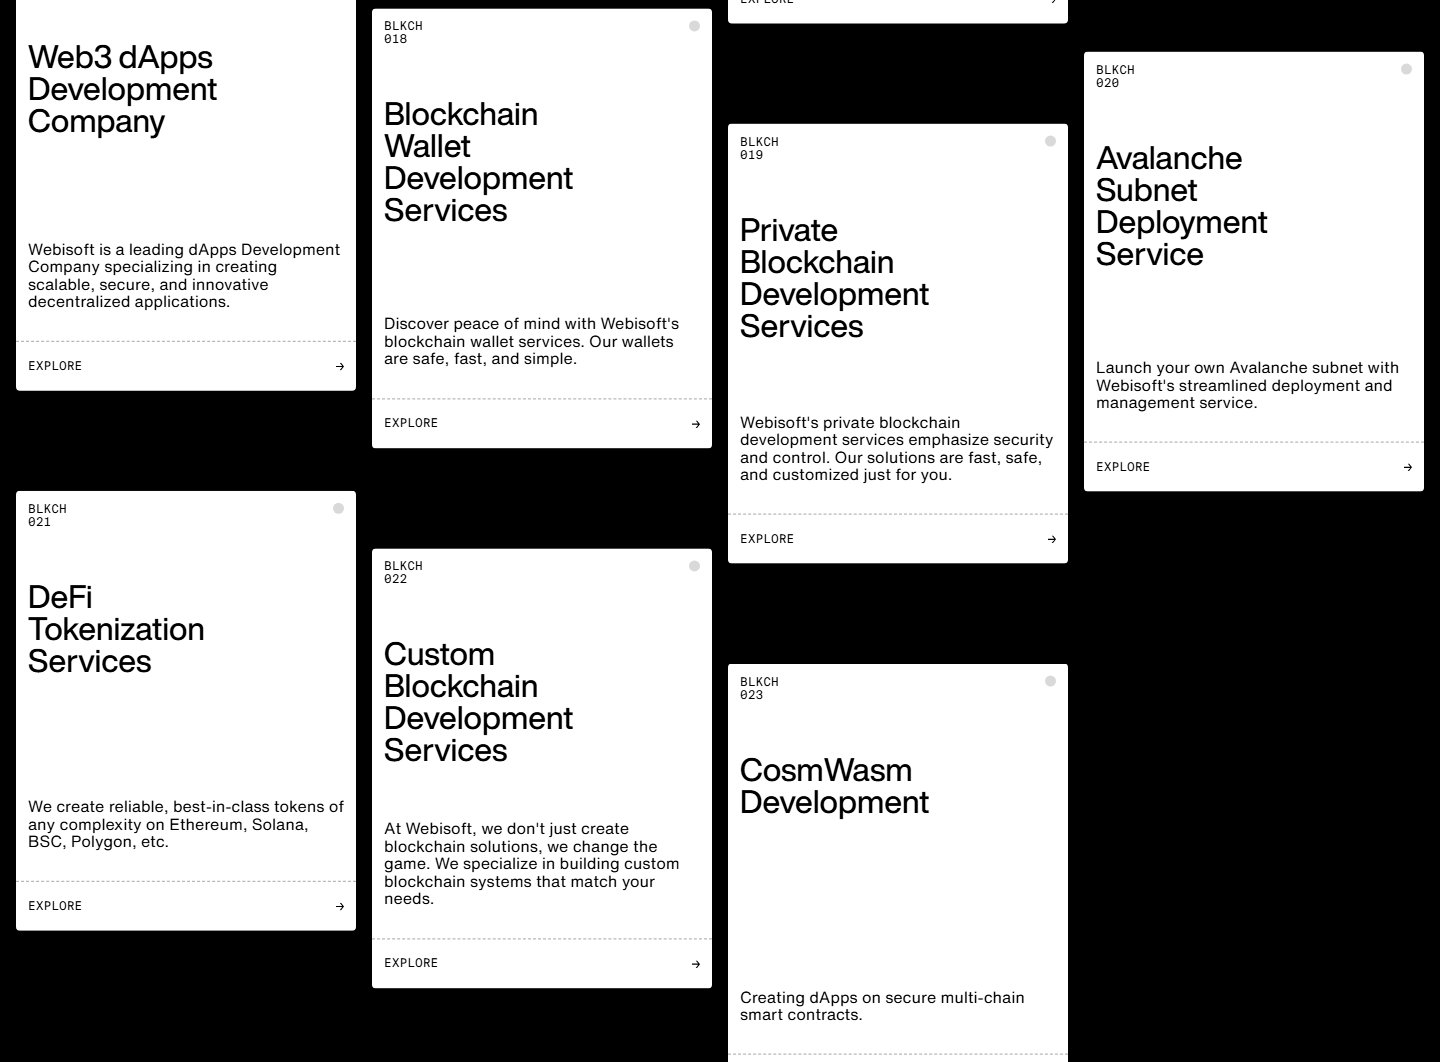 Web3 dApps
Development
Company
Webisoft is a leading dApps Development
Company specializing in creating
scalable, secure, and innovative
decentralized applications.
EXPLORE →
BLKCH
018
Blockchain
Wallet
Development
Services
Discover peace of mind with Webisoft's
blockchain wallet services. Our wallets
are safe, fast, and simple.
EXPLORE →
EXPLORE
BLKCH
019
Private
Blockchain
Development
Services
Webisoft's private blockchain
development services emphasize security
and control. Our solutions are fast, safe,
and customized just for you.
EXPLORE →
BLKCH
020
Avalanche
Subnet
Deployment
Service
Launch your own Avalanche subnet with
Webisoft's streamlined deployment and
management service.
EXPLORE →
BLKCH
021
DeFi
Tokenization
Services
We create reliable, best-in-class tokens of
any complexity on Ethereum, Solana,
BSC, Polygon, etc.
EXPLORE →
BLKCH
022
Custom
Blockchain
Development
Services
At Webisoft, we don't just create
blockchain solutions, we change the
game. We specialize in building custom
blockchain systems that match your
needs.
EXPLORE →
BLKCH
023
CosmWasm
Development
Creating dApps on secure multi-chain
smart contracts.